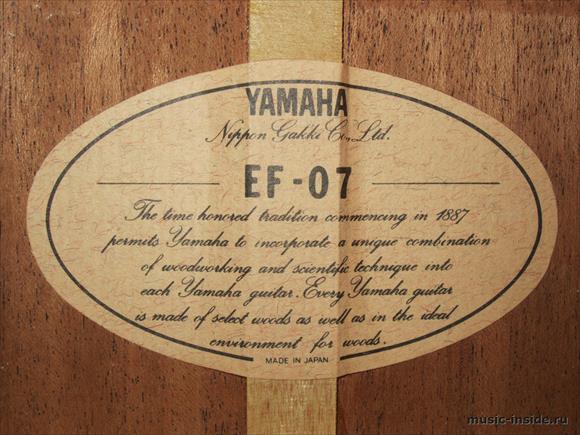 YAMAHA
Nippon Gakki Co., Ltd.
EF-07
The time honored tradition commencing in 1887
permits Yamaha to incorporate a unique combination
of woodworking and scientific technique into
each Yamaha guitar. Every Yamaha guitar
is made of select woods as well as in the ideal
environment for woods.
MADE IN JAPAN
music-inside.ru